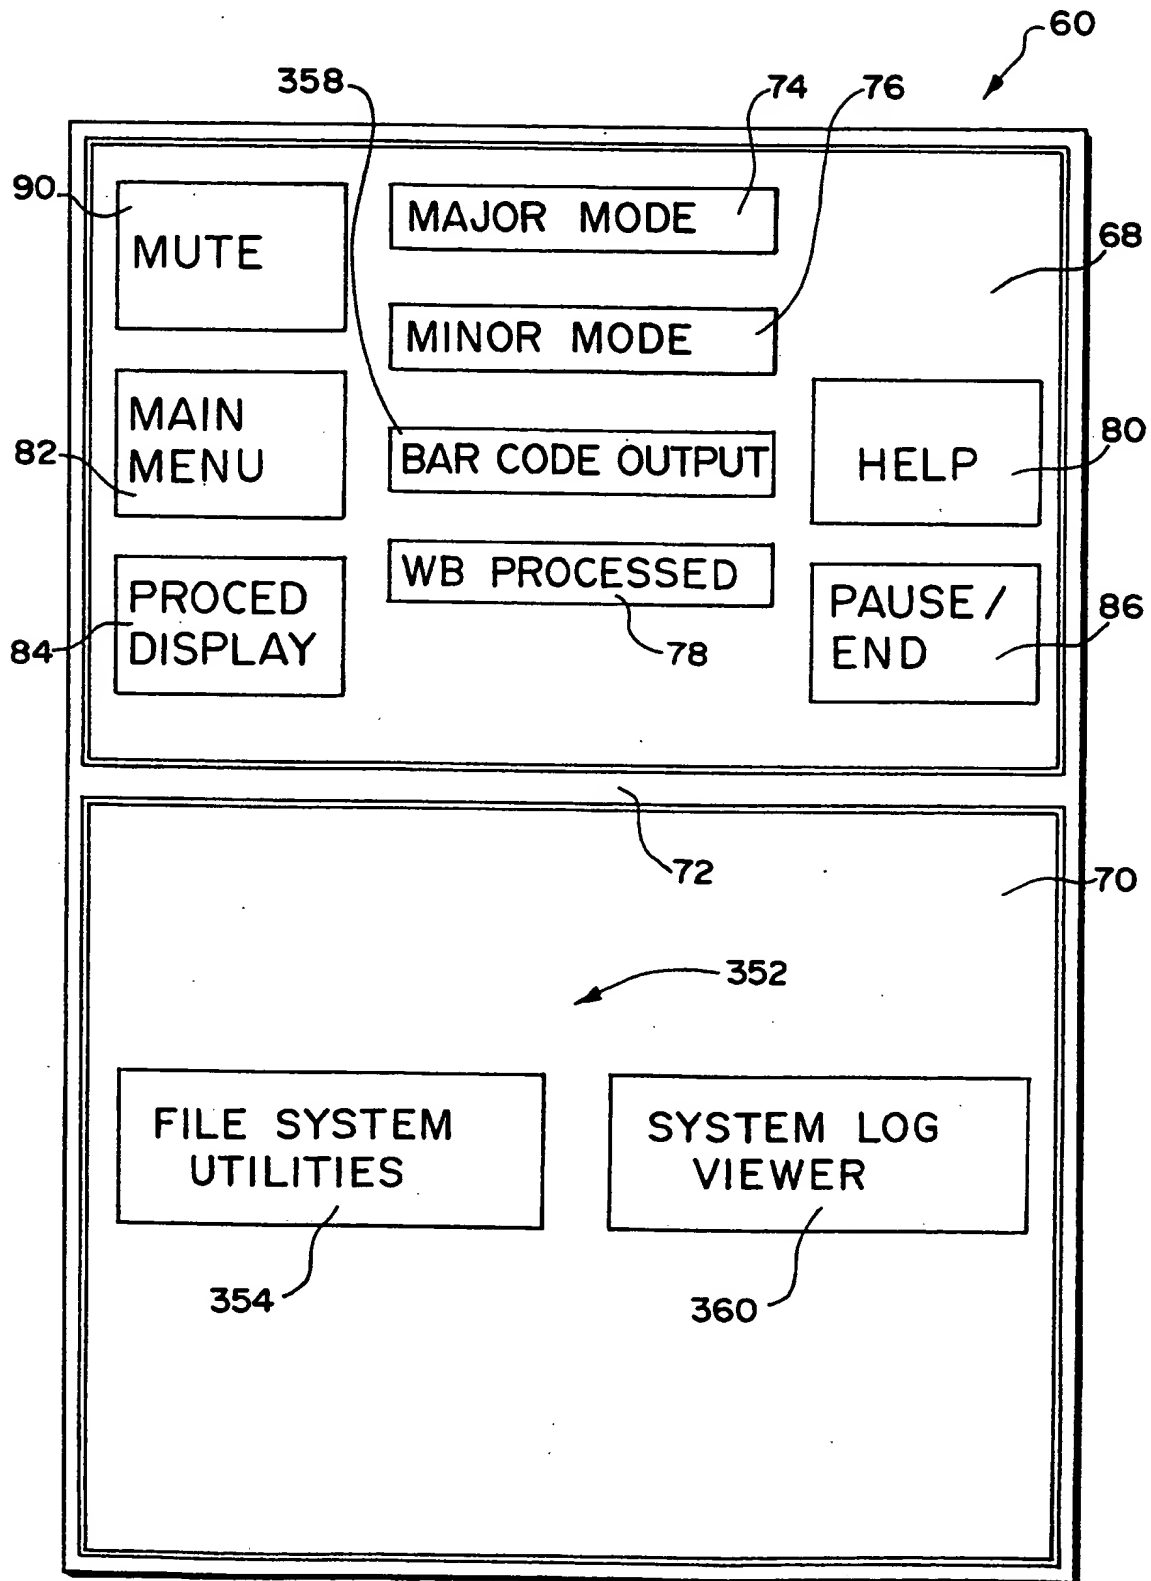 60
358
74
76
90
MUTE
MAJOR MODE
68
MINOR MODE
MAIN
MENU
82
BAR CODE OUTPUT
HELP
80
WB PROCESSED
78
PROCED
DISPLAY
84
PAUSE/
END
86
72
70
352
FILE SYSTEM
UTILITIES
SYSTEM LOG
VIEWER
354
360